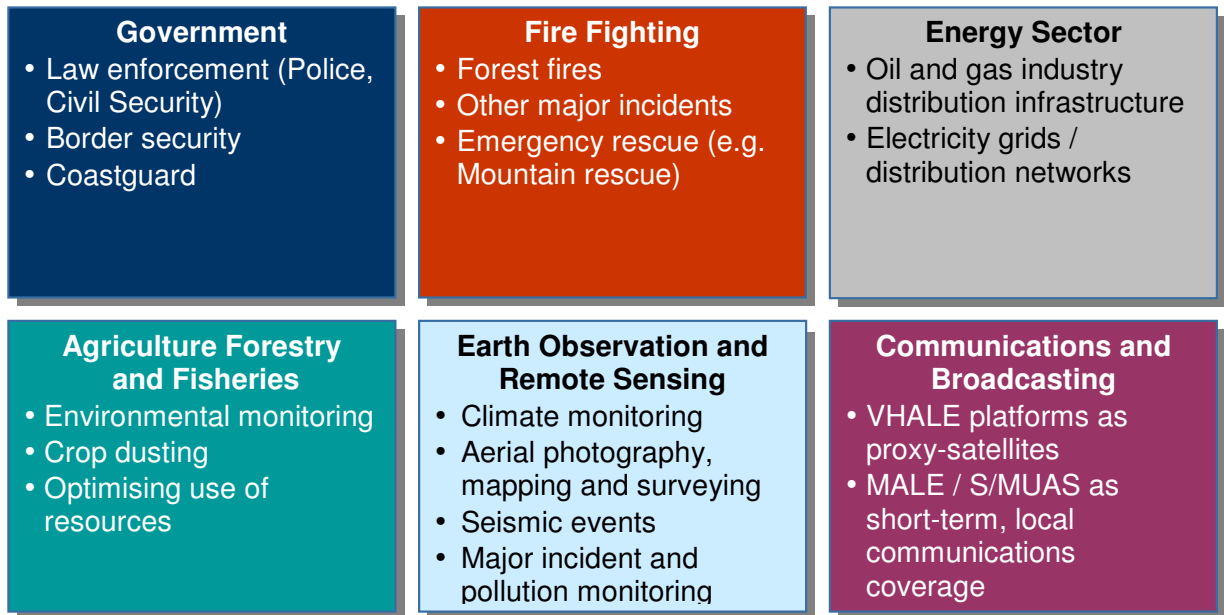 Government
• Law enforcement (Police,
Civil Security)
• Border security
• Coastguard
Fire Fighting
• Forest fires
• Other major incidents
• Emergency rescue (e.g.
Mountain rescue)
Energy Sector
• Oil and gas industry
distribution infrastructure
• Electricity grids /
distribution networks
Agriculture Forestry
and Fisheries
• Environmental monitoring
• Crop dusting
• Optimising use of
resources
Earth Observation and
Remote Sensing
• Climate monitoring
• Aerial photography,
mapping and surveying
• Seismic events
• Major incident and
pollution monitoring
Communications and
Broadcasting
• VHALE platforms as
proxy-satellites
• MALE / S/MUAS as
short-term, local
communications
coverage